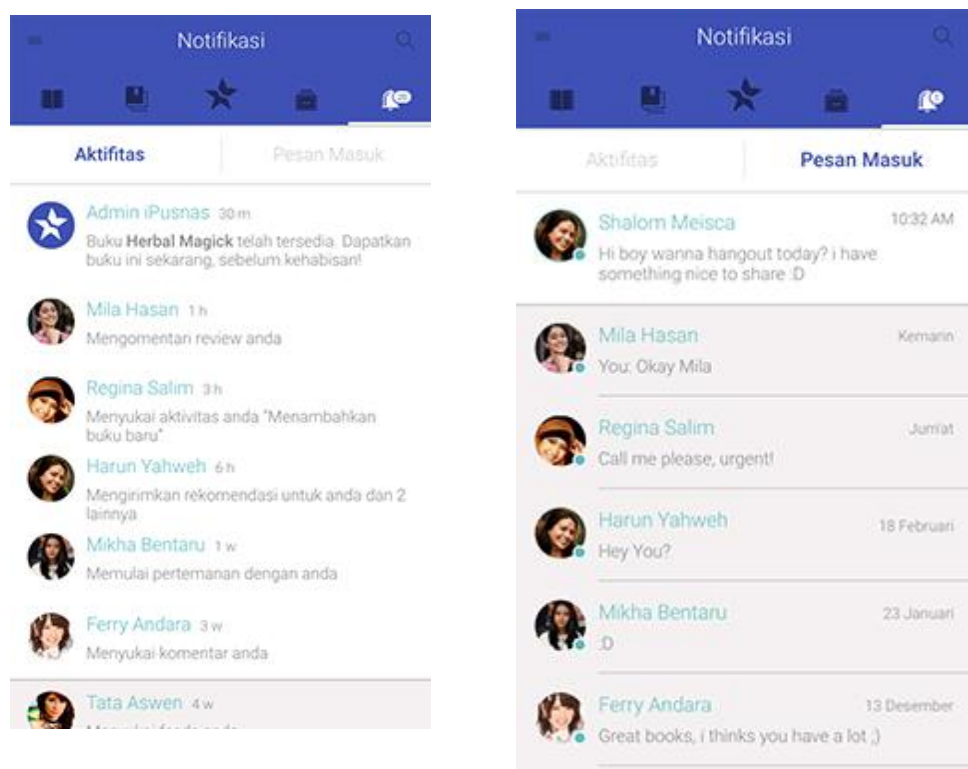 Notifikasi
20
Aktifitas
Pesan Masuk
Admin iPusnas 30 m
Buku Herbal Magick telah tersedia. Dapatkan
buku ini sekarang, sebelum kehabisan!
Mila Hasan 1 h
Mengomentari review anda
Regina Salim 3 h
Menyukai aktivitas anda "Menambahkan
buku baru"
Harun Yahweh 6 h
Mengirimkan rekomendasi untuk anda dan 2
lainnya
Mikha Bentaru 1 w
Memulai pertemanan dengan anda
Ferry Andara 3 w
Menyukai komentar anda
Tata Aswen 4 w
Notifikasi
Aktifitas
Pesan Masuk
Shalom Meisca 10:32 AM
Hi boy wanna hangout today? i have
something nice to share :D
Mila Hasan Kemarin
You: Okay Mila
Regina Salim Jum'at
Call me please, urgent!
Harun Yahweh 18 Februari
Hey You?
Mikha Bentaru 23 Januari
:D
Ferry Andara 13 Desember
Great books, i thinks you have a lot ;)